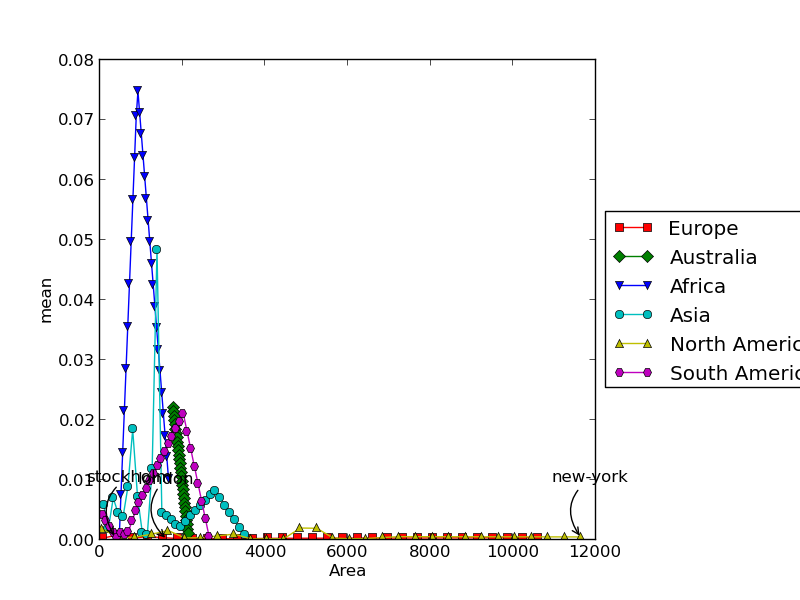 0.08
0.07
0.06
0.05
0.04
0.03
0.02
0.01
0.00
mean
stockholm
london
new-york
0
2000
4000
6000
8000
10000
12000
Area
Europe
Australia
Africa
Asia
North Americ
South Americ